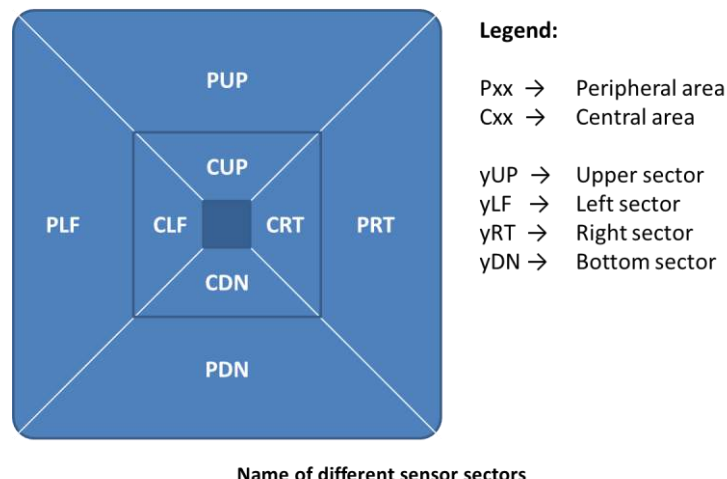 PUP
CUP
PLF
CLF
CRT
PRT
CDN
PDN
Legend:
Pxx → Peripheral area
Cxx → Central area
yUP → Upper sector
yLF → Left sector
yRT → Right sector
yDN → Bottom sector
Name of different sensor sectors